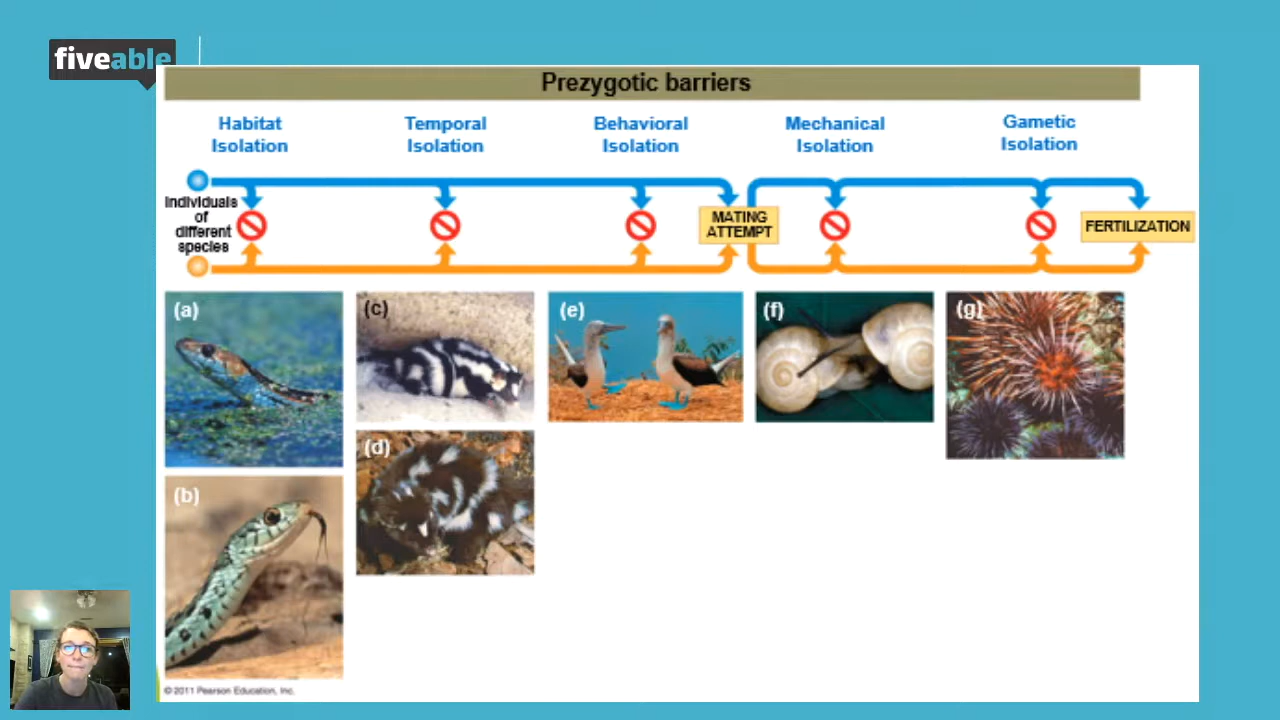 fiveable
Prezygotic barriers
Habitat
Isolation
Temporal
Isolation
Behavioral
Isolation
Mechanical
Isolation
Gametic
Isolation
Individuals
of
different
species
MATING
ATTEMPT
FERTILIZATION
(a)
(c)
(e)
(f)
(g)
(d)
(b)
© 2011 Pearson Education, Inc.